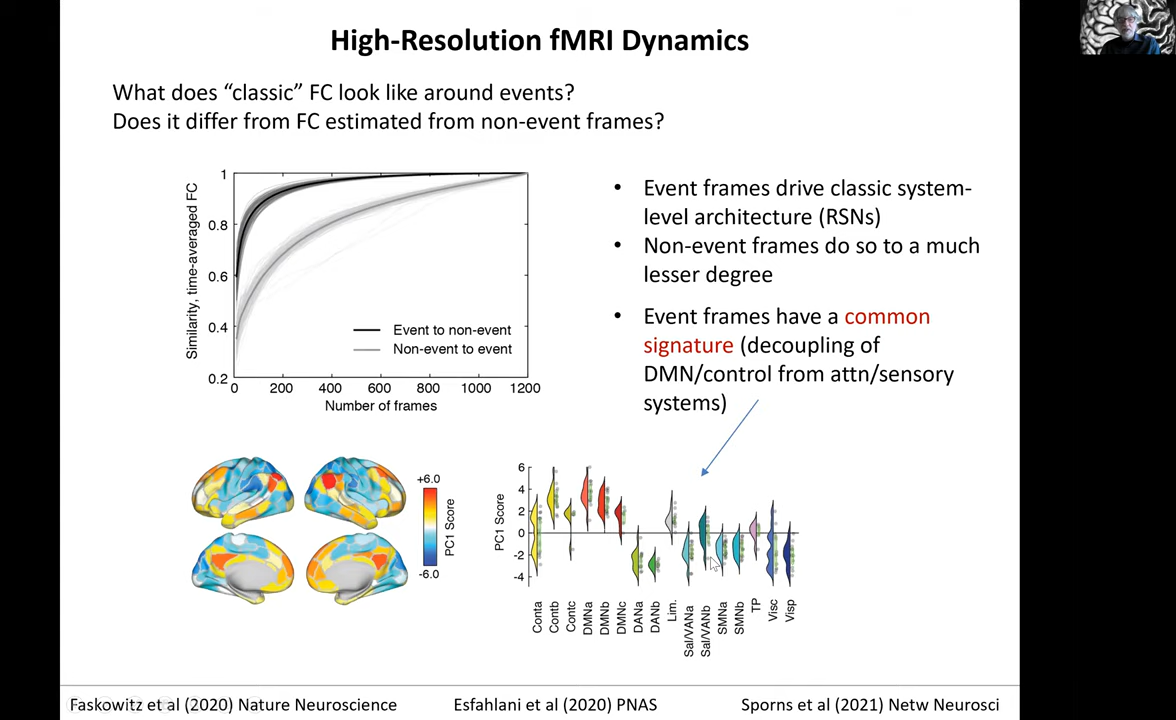 High-Resolution fMRI Dynamics
What does “classic” FC look like around events?
Does it differ from FC estimated from non-event frames?
Similarity, time-averaged FC
1
0.8
0.6
0.4
0.2
0 200 400 600 800 1000 1200
Number of frames
Event to non-event
Non-event to event
• Event frames drive classic system-
level architecture (RSNs)
• Non-event frames do so to a much
lesser degree
• Event frames have a common
signature (decoupling of
DMN/control from attn/sensory
systems)
+6.0
PC1 Score
-6.0
PC1 Score
6
4
2
0
-2
-4
Conta
Contb
Contc
DMNa
DMNb
DMNc
DANa
DANb
Lim.
Sal/VANa
Sal/VANb
SMNa
SMNb
TP
Visc
Visp
Faskowitz et al (2020) Nature Neuroscience
Esfahlani et al (2020) PNAS
Sporns et al (2021) Netw Neurosci